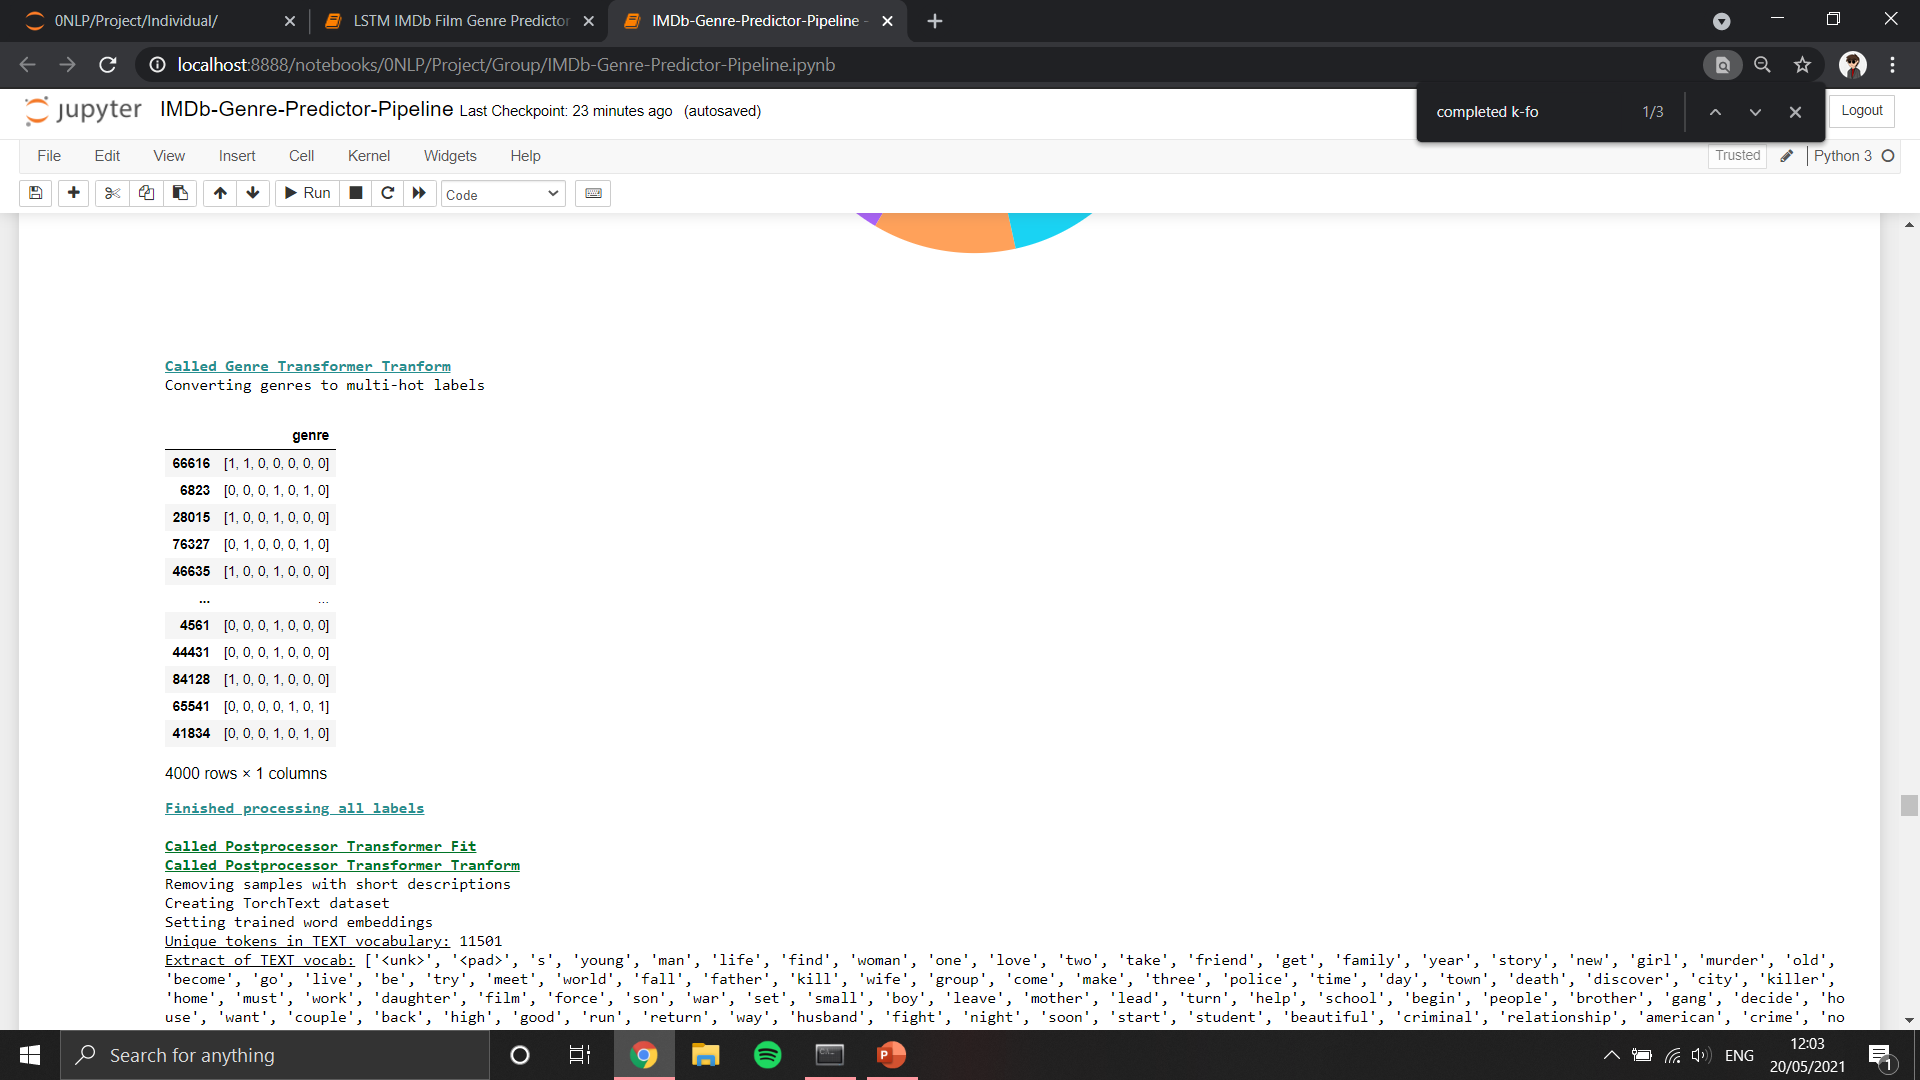 0NLP/Project/Individual/
LSTM IMDb Film Genre Predictor
IMDb-Genre-Predictor-Pipeline -
localhost:8888/notebooks/0NLP/Project/Group/IMDb-Genre-Predictor-Pipeline.ipynb
completed k-fo 1/3
jupyter IMDb-Genre-Predictor-Pipeline Last Checkpoint: 23 minutes ago (autosaved)
Logout
File Edit View Insert Cell Kernel Widgets Help
Trusted Python 3
Run Code
Called Genre Transformer Tranform
Converting genres to multi-hot labels
genre
66616 [1, 1, 0, 0, 0, 0, 0]
6823 [0, 0, 0, 1, 0, 1, 0]
28015 [1, 0, 0, 1, 0, 0, 0]
76327 [0, 1, 0, 0, 0, 1, 0]
46635 [1, 0, 0, 1, 0, 0, 0]
... ...
4561 [0, 0, 0, 1, 0, 0, 0]
44431 [0, 0, 0, 1, 0, 0, 0]
84128 [1, 0, 0, 1, 0, 0, 0]
65541 [0, 0, 0, 0, 1, 0, 1]
41834 [0, 0, 0, 1, 0, 1, 0]
4000 rows × 1 columns
Finished processing all labels
Called Postprocessor Transformer Fit
Called Postprocessor Transformer Tranform
Removing samples with short descriptions
Creating TorchText dataset
Setting trained word embeddings
Unique tokens in TEXT vocabulary: 11501
Extract of TEXT vocab: ['<unk>', '<pad>', 's', 'young', 'man', 'life', 'find', 'woman', 'one', 'love', 'two', 'take', 'friend', 'get', 'family', 'year', 'story', 'new', 'girl', 'murder', 'old',
'become', 'go', 'live', 'be', 'try', 'meet', 'world', 'fall', 'father', 'kill', 'wife', 'group', 'come', 'make', 'three', 'police', 'time', 'day', 'town', 'death', 'discover', 'city', 'killer',
'home', 'must', 'work', 'daughter', 'film', 'force', 'son', 'war', 'set', 'small', 'boy', 'leave', 'mother', 'lead', 'turn', 'help', 'school', 'begin', 'people', 'brother', 'gang', 'decide', 'ho
use', 'want', 'couple', 'back', 'high', 'good', 'run', 'return', 'way', 'husband', 'fight', 'night', 'soon', 'start', 'student', 'beautiful', 'criminal', 'relationship', 'american', 'crime', 'no
Search for anything
ENG
12:03
20/05/2021
1